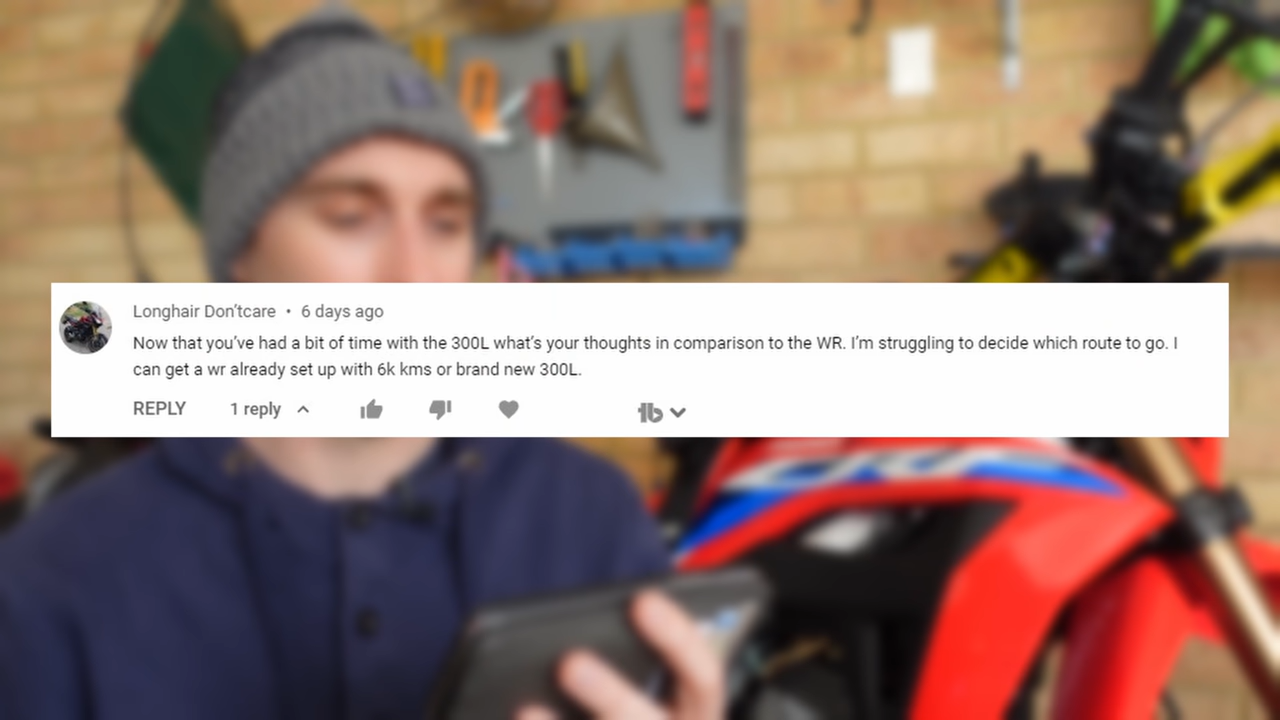 Longhair Don'tcare • 6 days ago
Now that you've had a bit of time with the 300L what's your thoughts in comparison to the WR. I'm struggling to decide which route to go. I
can get a wr already set up with 6k kms or brand new 300L.
REPLY 1 reply